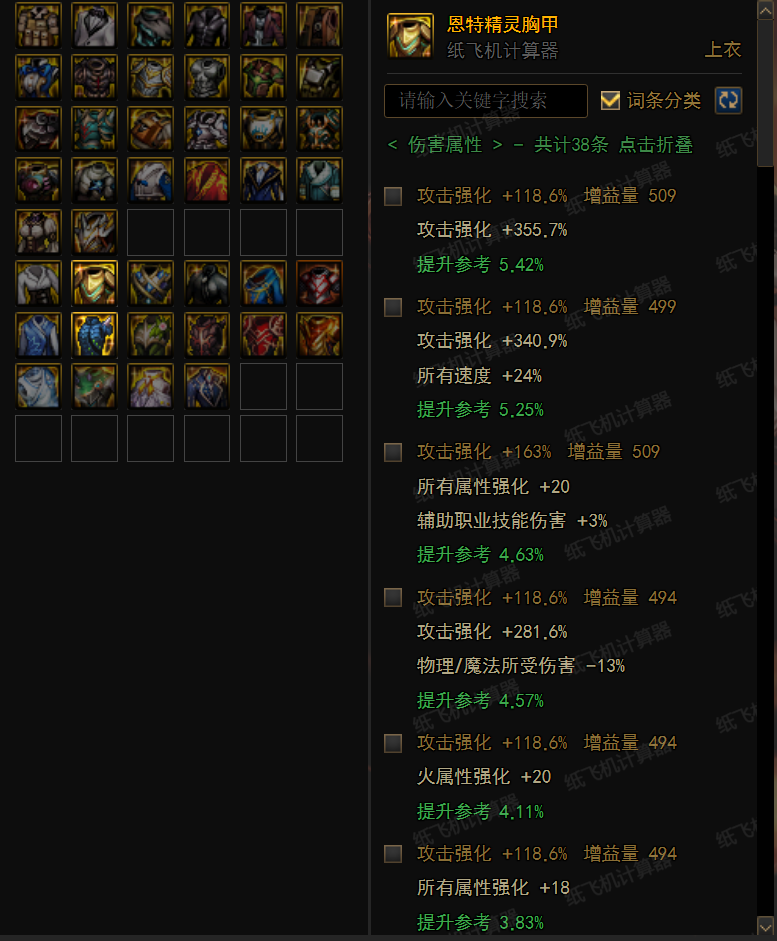 恩特精灵胸甲
纸飞机计算器 上衣
请输入关键字搜索 词条分类
< 伤害属性 > - 共计38条 点击折叠
攻击强化 +118.6% 增益量 509
攻击强化 +355.7%
提升参考 5.42%
攻击强化 +118.6% 增益量 499
攻击强化 +340.9%
所有速度 +24%
提升参考 5.25%
攻击强化 +163% 增益量 509
所有属性强化 +20
辅助职业技能伤害 +3%
提升参考 4.63%
攻击强化 +118.6% 增益量 494
攻击强化 +281.6%
物理/魔法所受伤害 -13%
提升参考 4.57%
攻击强化 +118.6% 增益量 494
火属性强化 +20
提升参考 4.11%
攻击强化 +118.6% 增益量 494
所有属性强化 +18
提升参考 3.83%